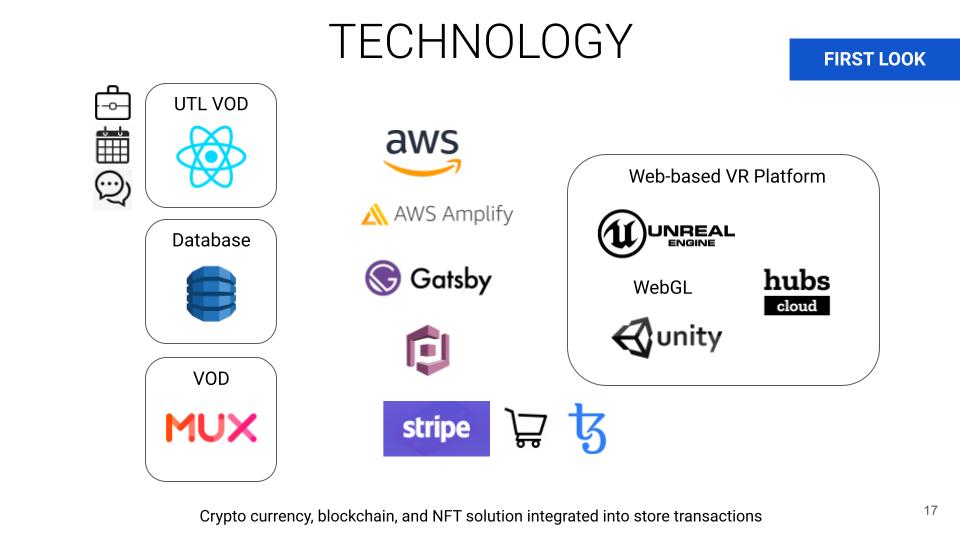 TECHNOLOGY
FIRST LOOK
UTL VOD
Database
VOD
MUX
aws
AWS Amplify
Gatsby
stripe
Web-based VR Platform
UNREAL
ENGINE
WebGL
unity
hubs
cloud
Crypto currency, blockchain, and NFT solution integrated into store transactions
17